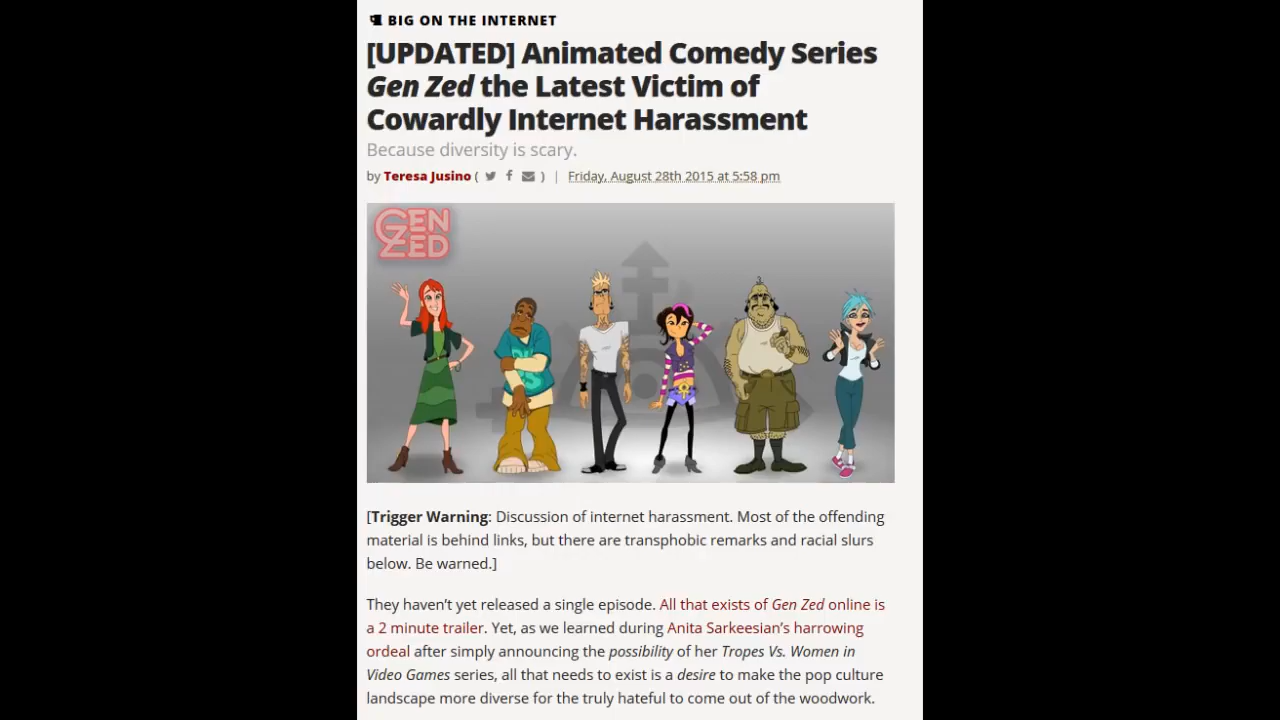 BIG ON THE INTERNET
[UPDATED] Animated Comedy Series
Gen Zed the Latest Victim of
Cowardly Internet Harassment
Because diversity is scary.
by Teresa Jusino ( ) | Friday, August 28th 2015 at 5:58 pm
GEN
ZED
[Trigger Warning: Discussion of internet harassment. Most of the offending
material is behind links, but there are transphobic remarks and racial slurs
below. Be warned.]
They haven’t yet released a single episode. All that exists of Gen Zed online is
a 2 minute trailer. Yet, as we learned during Anita Sarkeesian’s harrowing
ordeal after simply announcing the possibility of her Tropes Vs. Women in
Video Games series, all that needs to exist is a desire to make the pop culture
landscape more diverse for the truly hateful to come out of the woodwork.